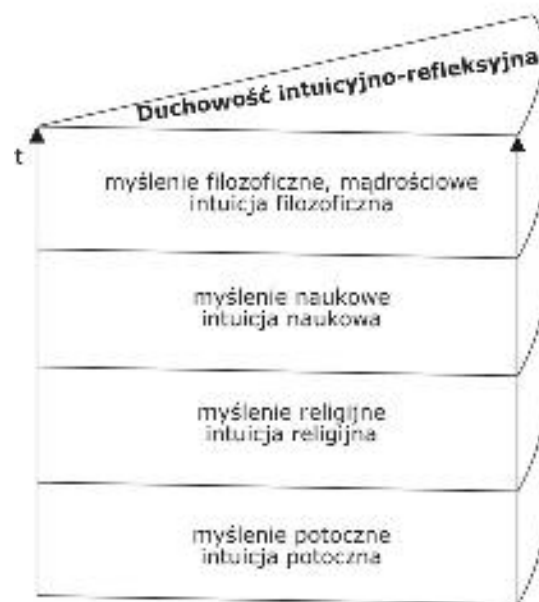 Duchowość intuicyjno-refleksyjna
t
myślenie filozoficzne, mądrościowe
intuicja filozoficzna
myślenie naukowe
intuicja naukowa
myślenie religijne
intuicja religijna
myślenie potoczne
intuicja potoczna